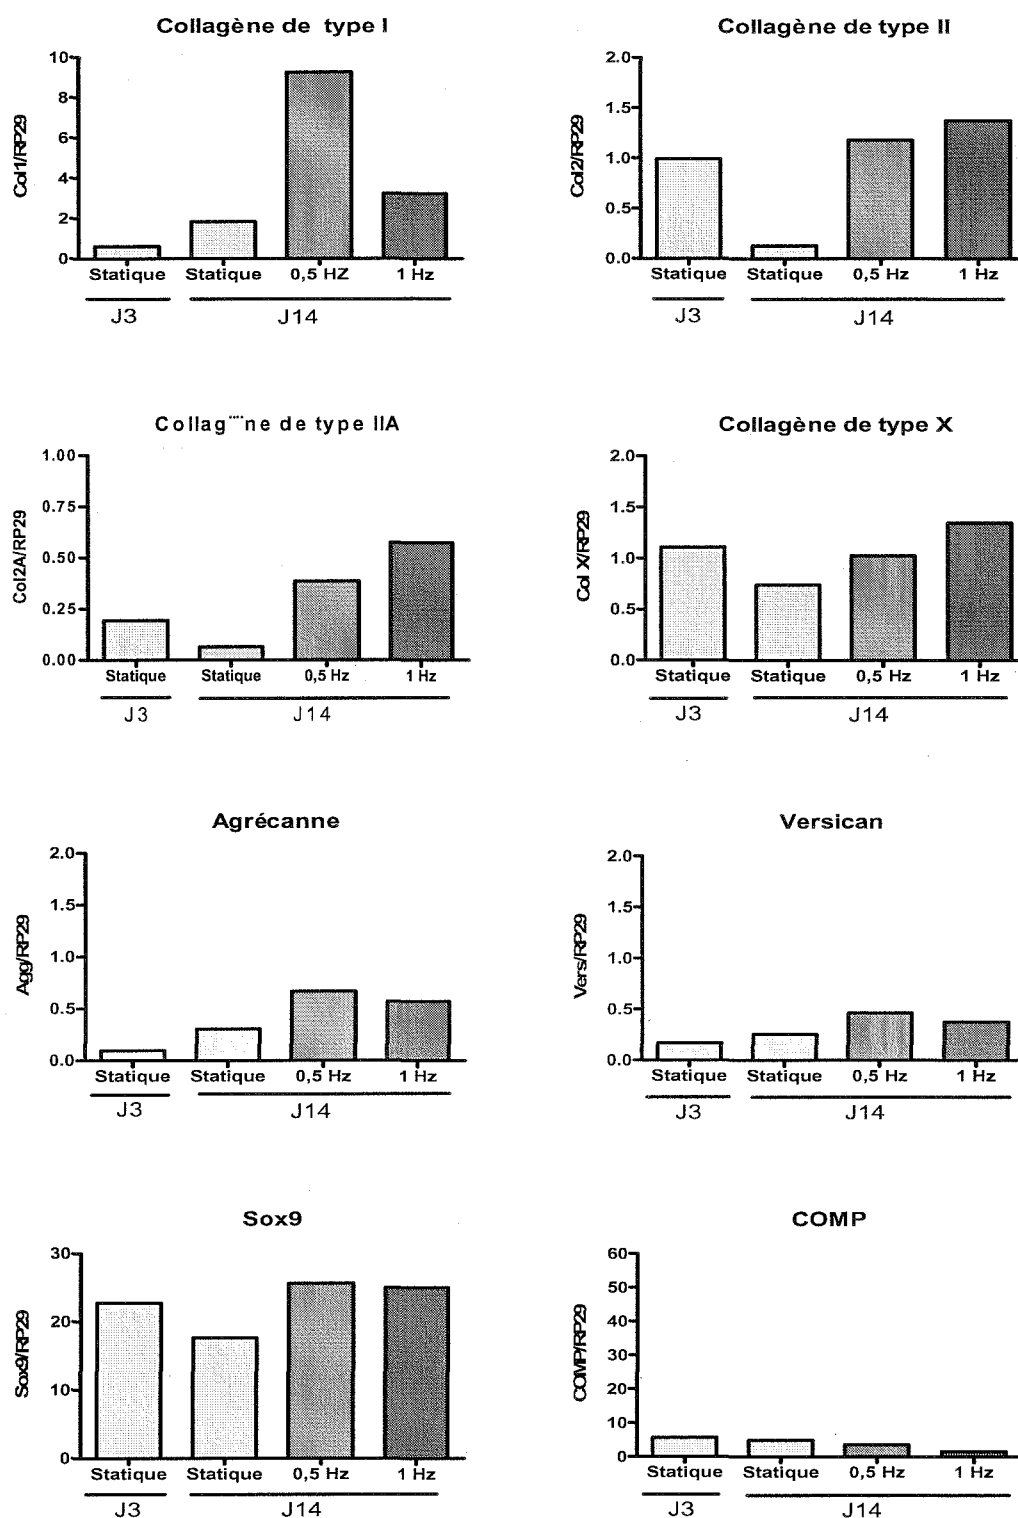 Collagène de type I
Col1/RP29
10
8
6
4
2
0
Statique Statique 0,5 HZ 1 Hz
J3 J14
Collagène de type II
Col2/RP29
2.0
1.5
1.0
0.5
0.0
Statique Statique 0,5 Hz 1 Hz
J3 J14
Collag¨¨ne de type IIA
Col2A/RP29
1.00
0.75
0.50
0.25
0.00
Statique Statique 0,5 Hz 1 Hz
J3 J14
Collagène de type X
Col X/RP29
2.0
1.5
1.0
0.5
0.0
Statique Statique 0,5 Hz 1 Hz
J3 J14
Agrécanne
Agg/RP29
2.0
1.5
1.0
0.5
0.0
Statique Statique 0,5 Hz 1 Hz
J3 J14
Versican
Vers/RP29
2.0
1.5
1.0
0.5
0.0
Statique Statique 0,5 Hz 1 Hz
J3 J14
Sox9
Sox9/RP29
30
20
10
0
Statique Statique 0,5 Hz 1 Hz
J3 J14
COMP
COMP/RP29
60
50
40
30
20
10
0
Statique Statique 0,5 Hz 1 Hz
J3 J14